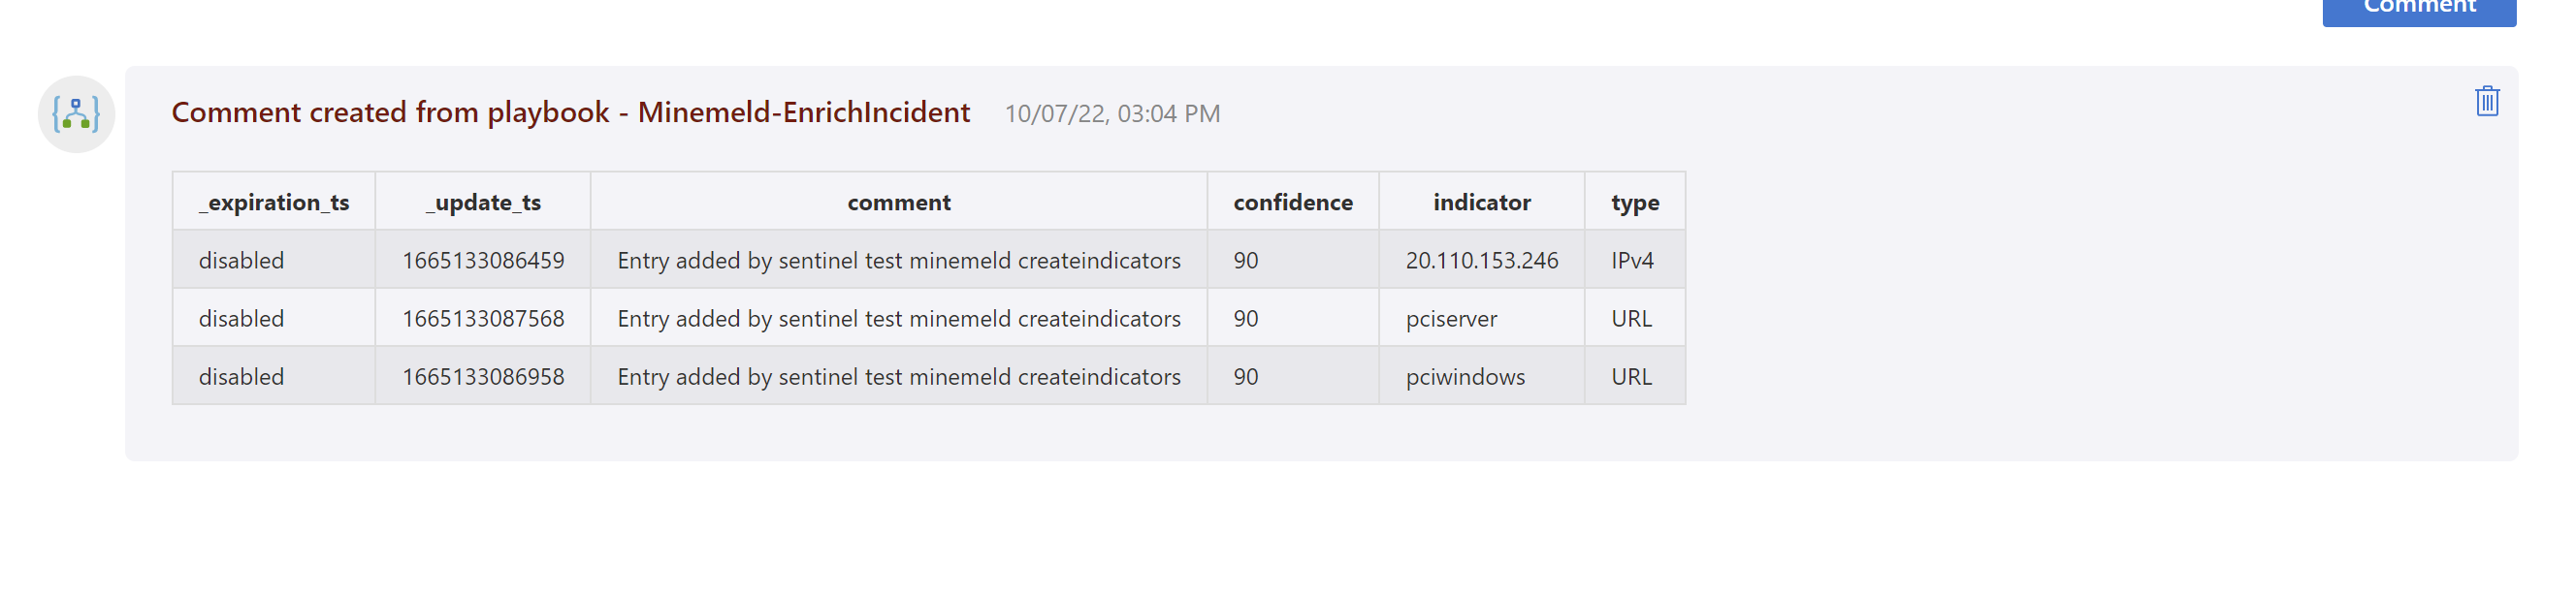 Comment
Comment created from playbook - Minemeld-EnrichIncident 10/07/22, 03:04 PM
_expiration_ts _update_ts comment confidence indicator type
disabled 1665133086459 Entry added by sentinel test minemeld createindicators 90 20.110.153.246 IPv4
disabled 1665133087568 Entry added by sentinel test minemeld createindicators 90 pciserver URL
disabled 1665133086958 Entry added by sentinel test minemeld createindicators 90 pciwindows URL